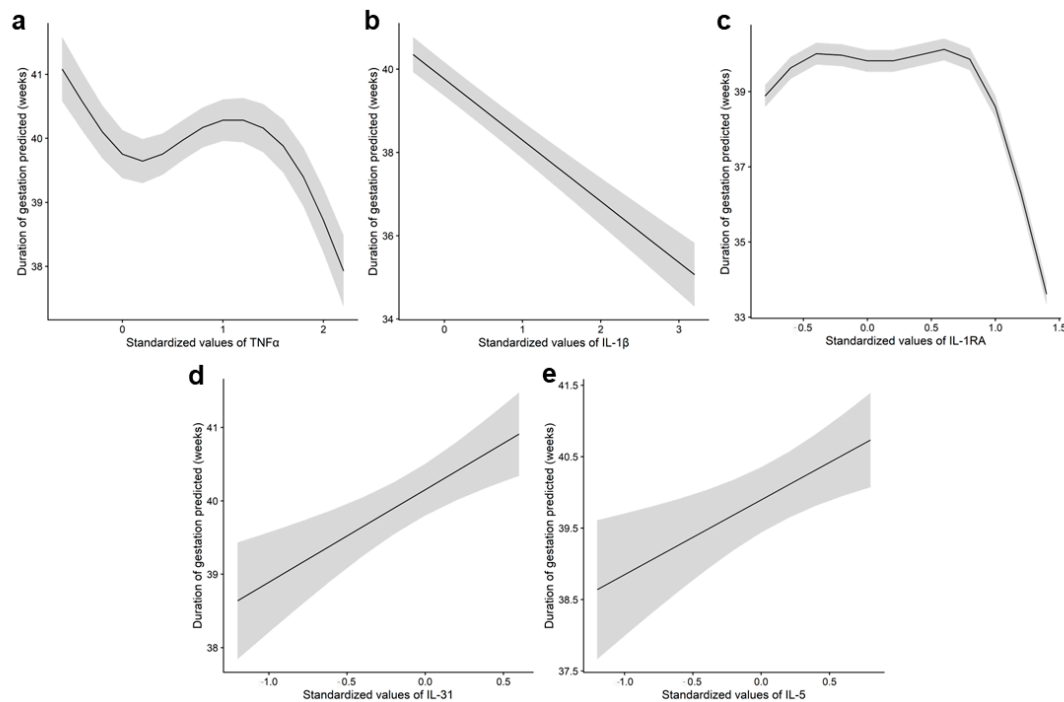 a
Duration of gestation predicted (weeks)
41
40
39
38
0 1 2
Standardized values of TNFα
b
Duration of gestation predicted (weeks)
40
38
36
34
0 1 2 3
Standardized values of IL-1β
c
Duration of gestation predicted (weeks)
39
37
35
33
-0.5 0.0 0.5 1.0 1.5
Standardized values of IL-1RA
d
Duration of gestation predicted (weeks)
41
40
39
38
-1.0 -0.5 0.0 0.5
Standardized values of IL-31
e
Duration of gestation predicted (weeks)
41.5
40.5
39.5
38.5
37.5
-1.0 -0.5 0.0 0.5
Standardized values of IL-5